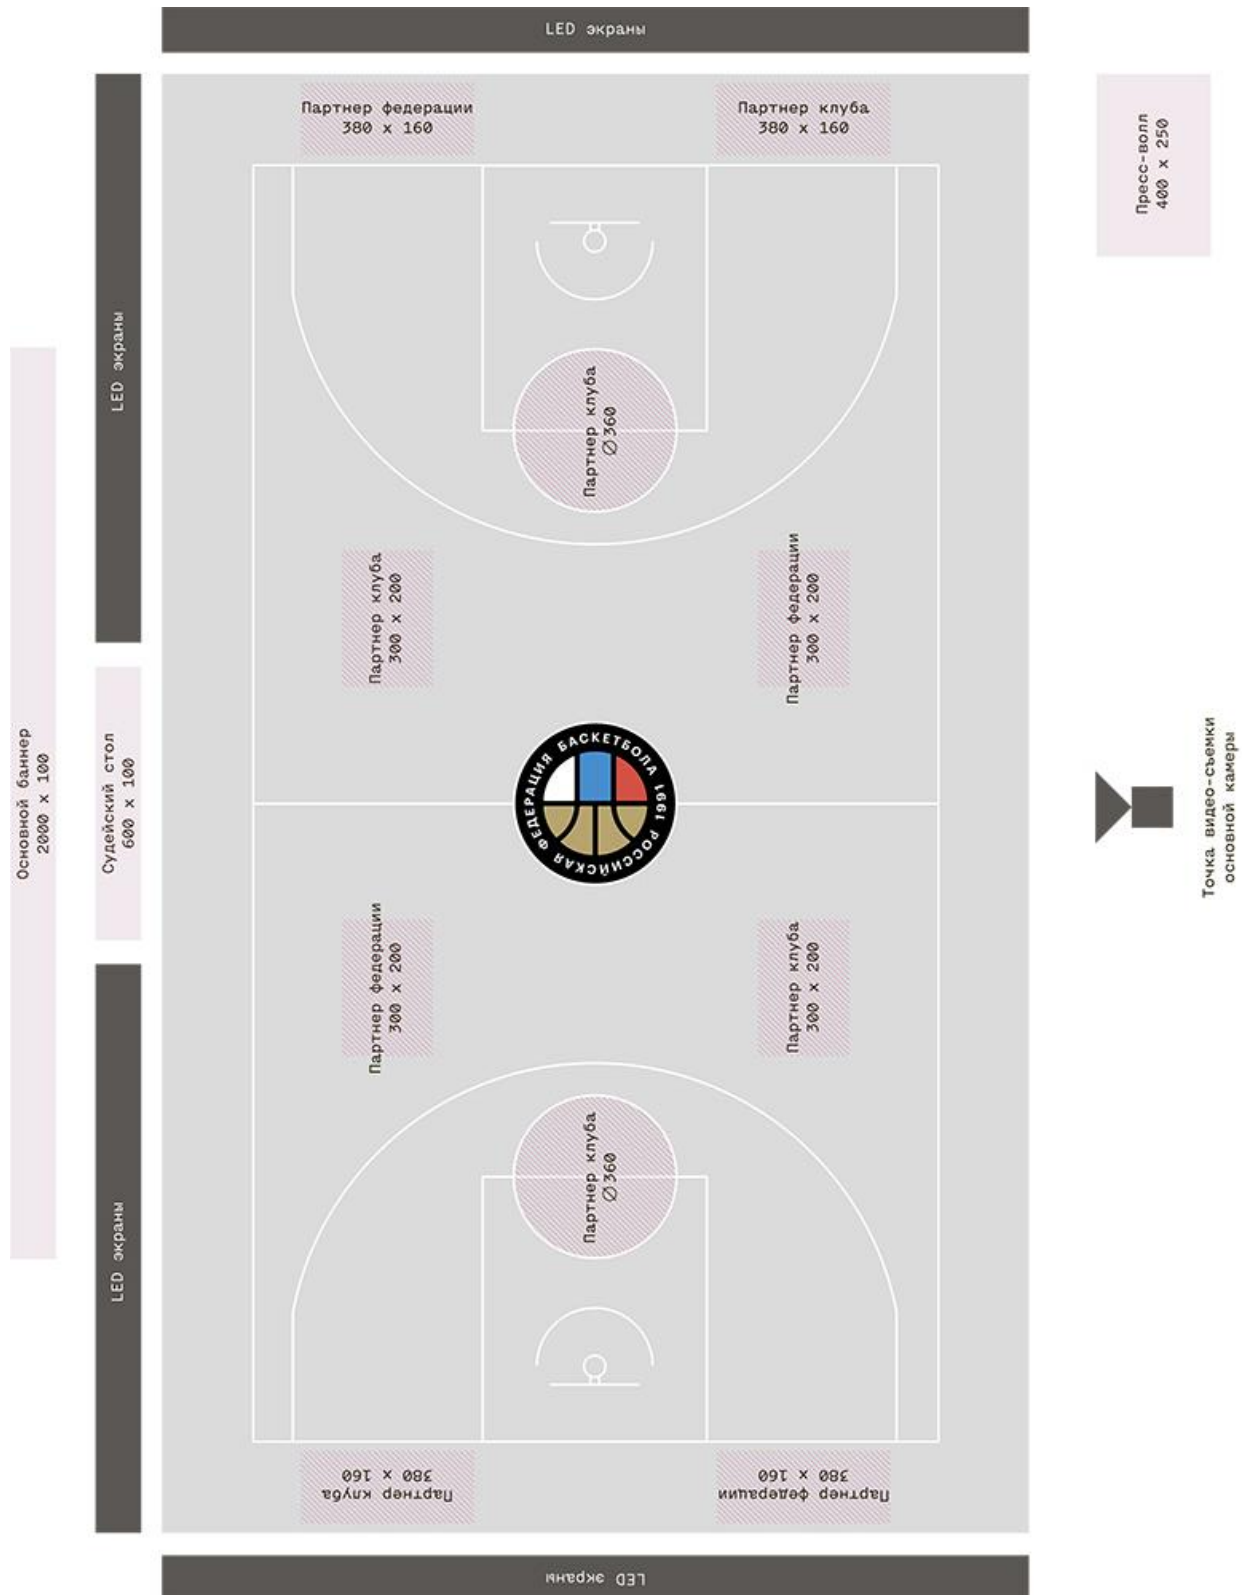 LED экраны
Партнер федерации
380 x 160
Партнер клуба
380 x 160
Пресс-волл
400 x 250
LED экраны
Партнер клуба
∅360
Партнер клуба
300 x 200
Партнер федерации
300 x 200
Основной баннер
2000 x 100
Судейский стол
600 x 100
РОССИЙСКАЯ ФЕДЕРАЦИЯ БАСКЕТБОЛА 1991
Точка видео-съемки
основной камеры
Партнер федерации
300 x 200
Партнер клуба
300 x 200
LED экраны
Партнер клуба
∅360
Партнер клуба
380 x 160
Партнер федерации
380 x 160
LED экраны